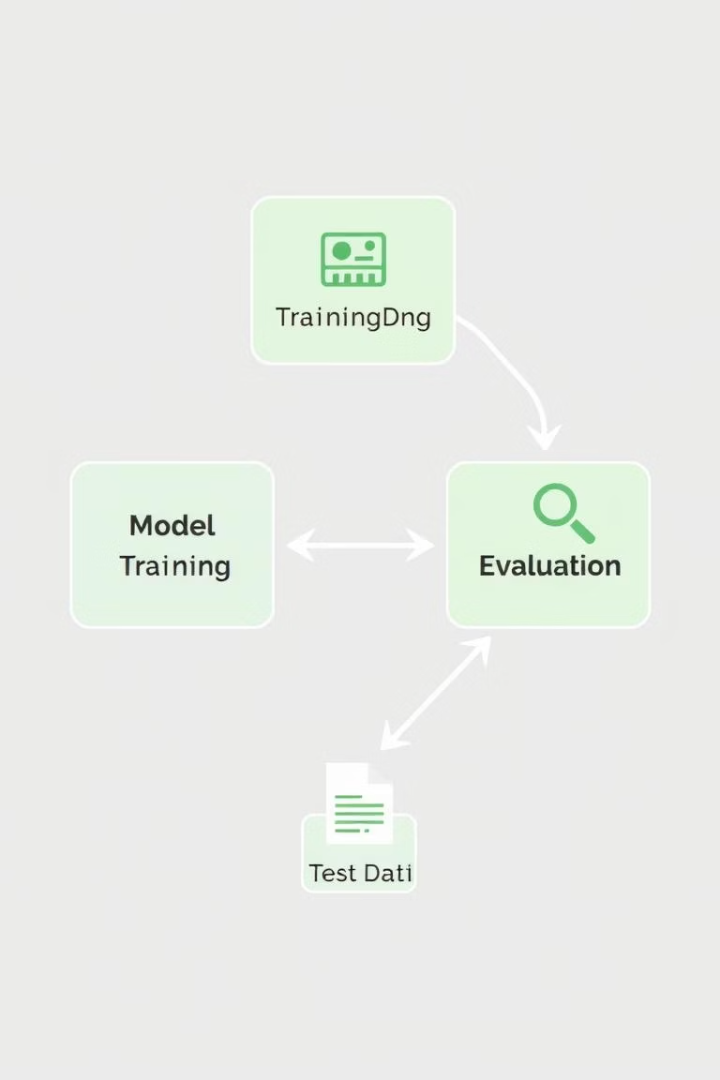 TrainingDng
Model
Training
Evaluation
Test Dati